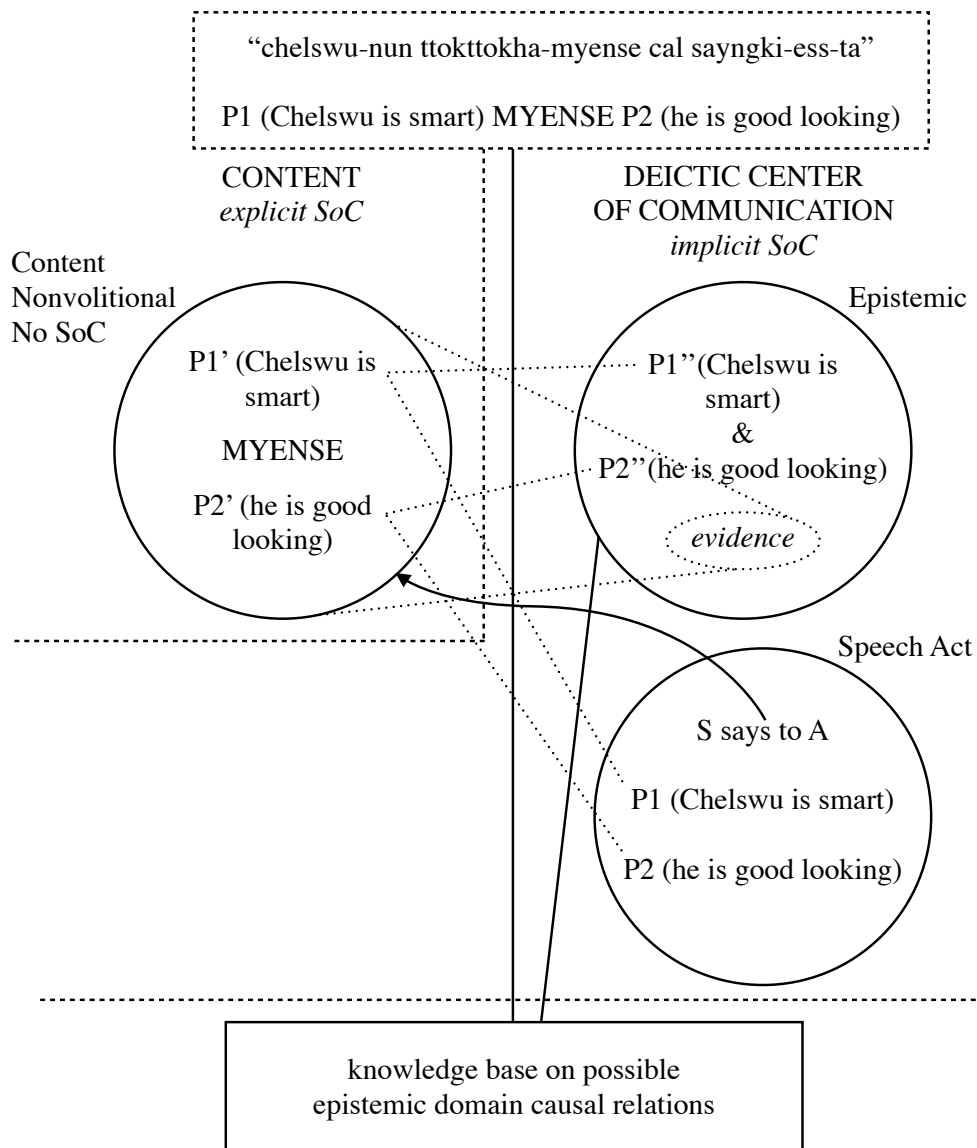 “chelswu-nun ttokttokha-myense cal sayngki-ess-ta”
P1 (Chelswu is smart) MYENSE P2 (he is good looking)
CONTENT
explicit SoC
DEICTIC CENTER
OF COMMUNICATION
implicit SoC
Content
Nonvolitional
No SoC
P1’ (Chelswu is
smart)
MYENSE
P2’ (he is good
looking)
Epistemic
P1’’ (Chelswu is
smart)
&
P2’’ (he is good looking)
evidence
Speech Act
S says to A
P1 (Chelswu is smart)
P2 (he is good looking)
knowledge base on possible
epistemic domain causal relations